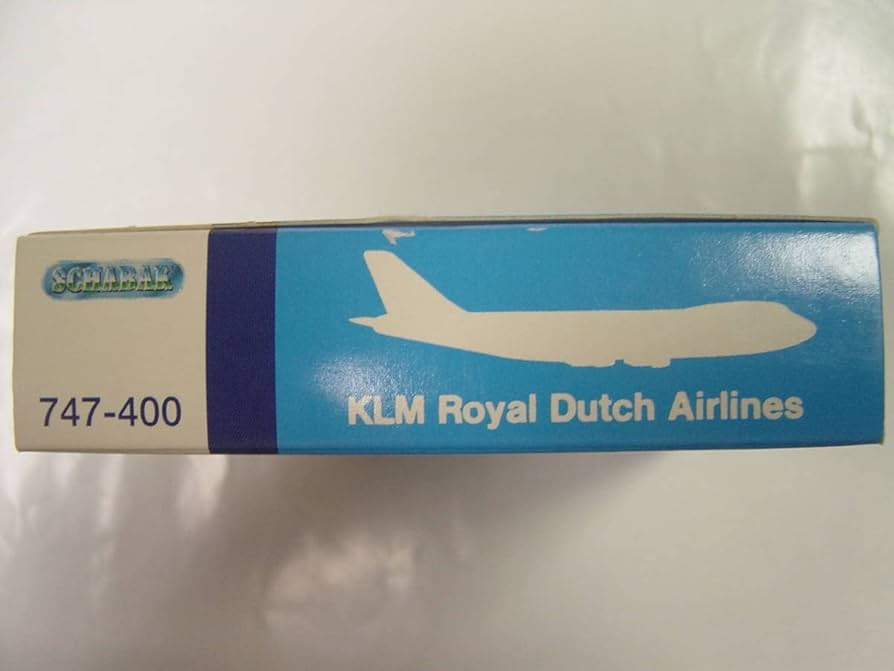 SCHABAK
747-400
KLM Royal Dutch Airlines